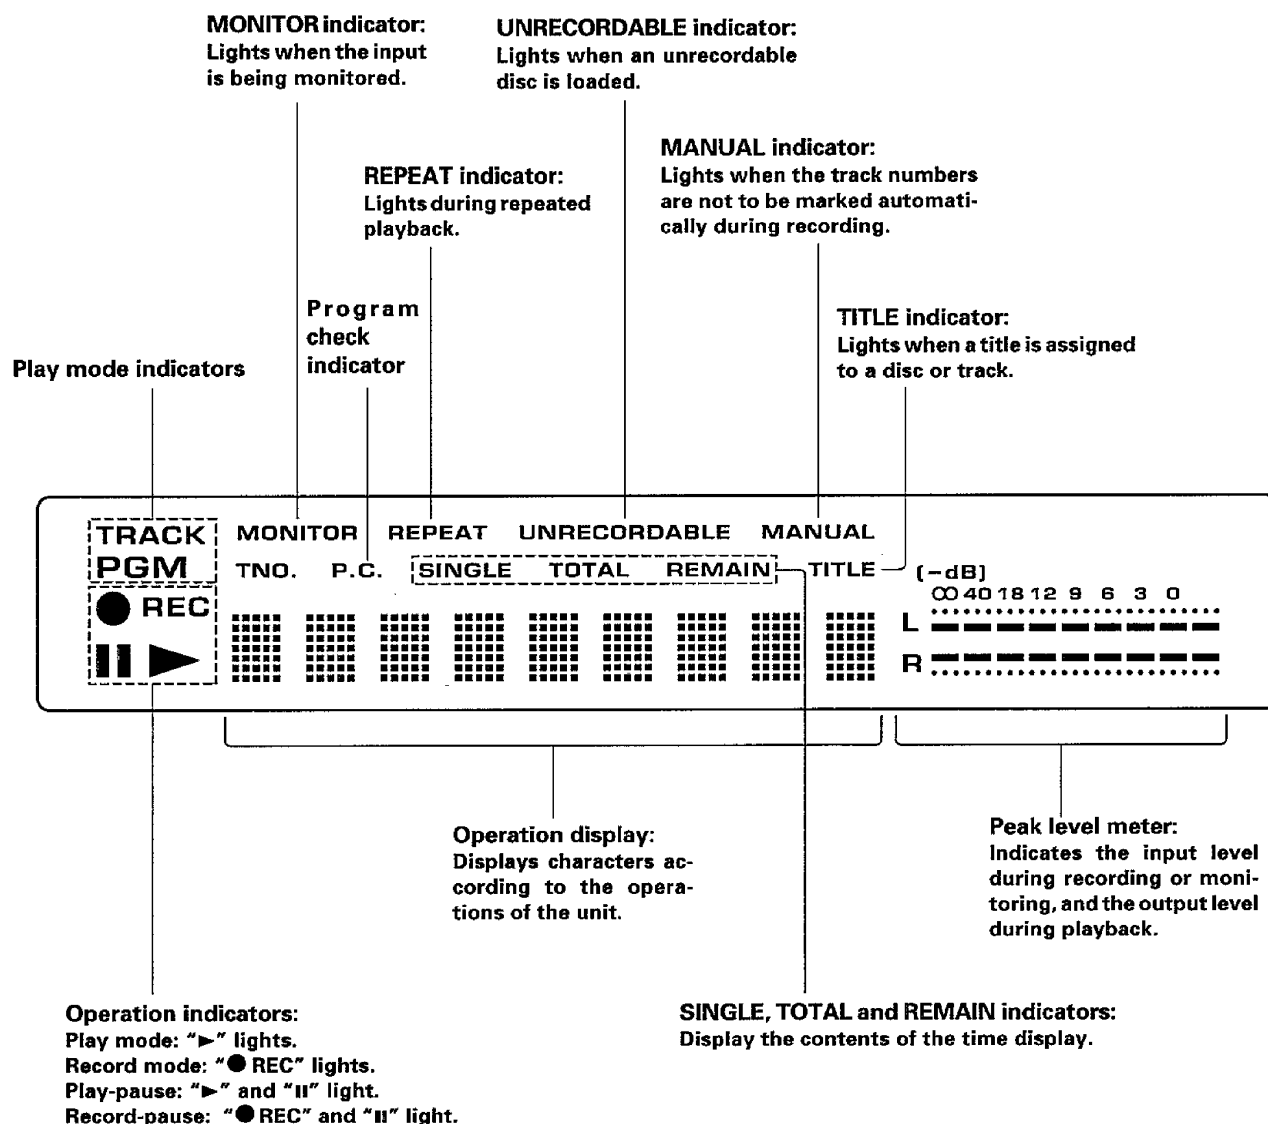 MONITOR indicator:
Lights when the input
is being monitored.
UNRECORDABLE indicator:
Lights when an unrecordable
disc is loaded.
MANUAL indicator:
Lights when the track numbers
are not to be marked automati-
cally during recording.
REPEAT indicator:
Lights during repeated
playback.
Program
check
indicator
TITLE indicator:
Lights when a title is assigned
to a disc or track.
Play mode indicators
TRACK MONITOR REPEAT UNRECORDABLE MANUAL
PGM TNO. P.C. SINGLE TOTAL REMAIN TITLE
● REC
II ►
(-dB)
∞ 40 18 12 9 6 3 0
L
R
Operation display:
Displays characters ac-
cording to the opera-
tions of the unit.
Peak level meter:
Indicates the input level
during recording or moni-
toring, and the output level
during playback.
Operation indicators:
Play mode: "►" lights.
Record mode: "● REC" lights.
Play-pause: "►" and "II" light.
Record-pause: "● REC" and "II" light.
SINGLE, TOTAL and REMAIN indicators:
Display the contents of the time display.